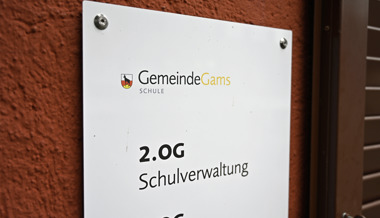 GemeindeGams
SCHULE
2.OG
Schulverwaltung